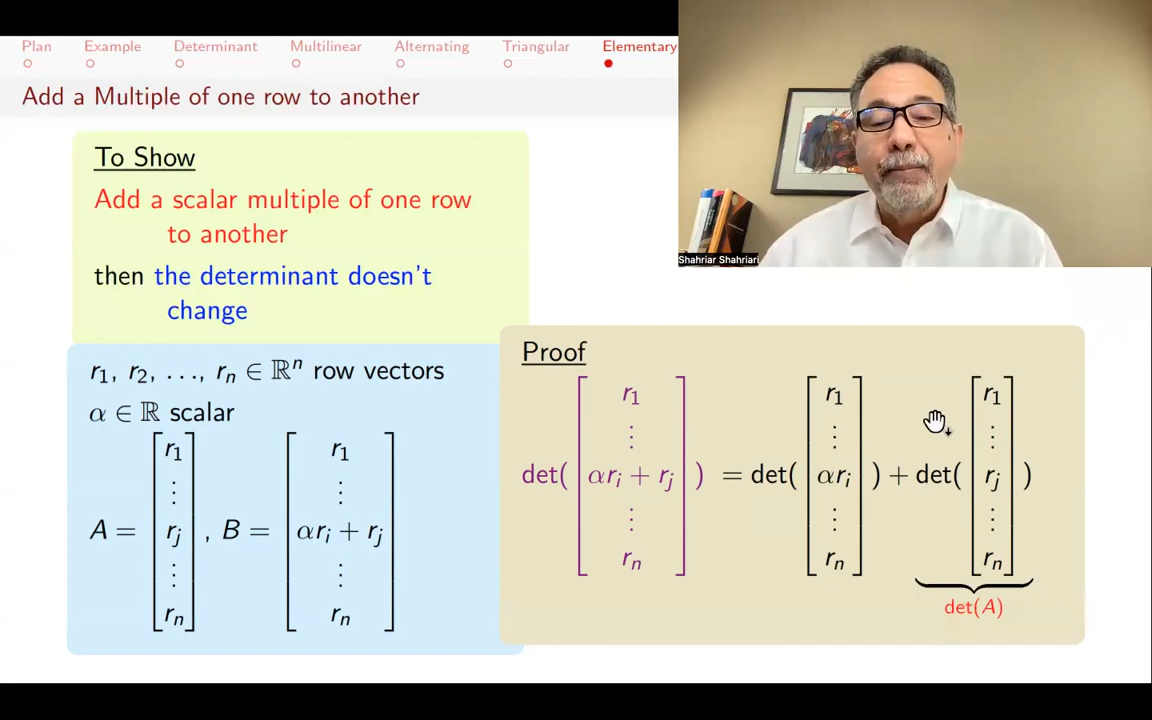 Plan Example Determinant Multilinear Alternating Triangular Elementary
Add a Multiple of one row to another
Shahriar Shahriari
To Show
Add a scalar multiple of one row
to another
then the determinant doesn't
change
r₁, r₂, …, rₙ ∈ ℝⁿ row vectors
α ∈ ℝ scalar
A = [r₁ ⋮ rⱼ ⋮ rₙ], B = [r₁ ⋮ αrᵢ + rⱼ ⋮ rₙ]
Proof
det([r₁ ⋮ αrᵢ + rⱼ ⋮ rₙ]) = det([r₁ ⋮ αrᵢ ⋮ rₙ]) + det([r₁ ⋮ rⱼ ⋮ rₙ])
det(A)